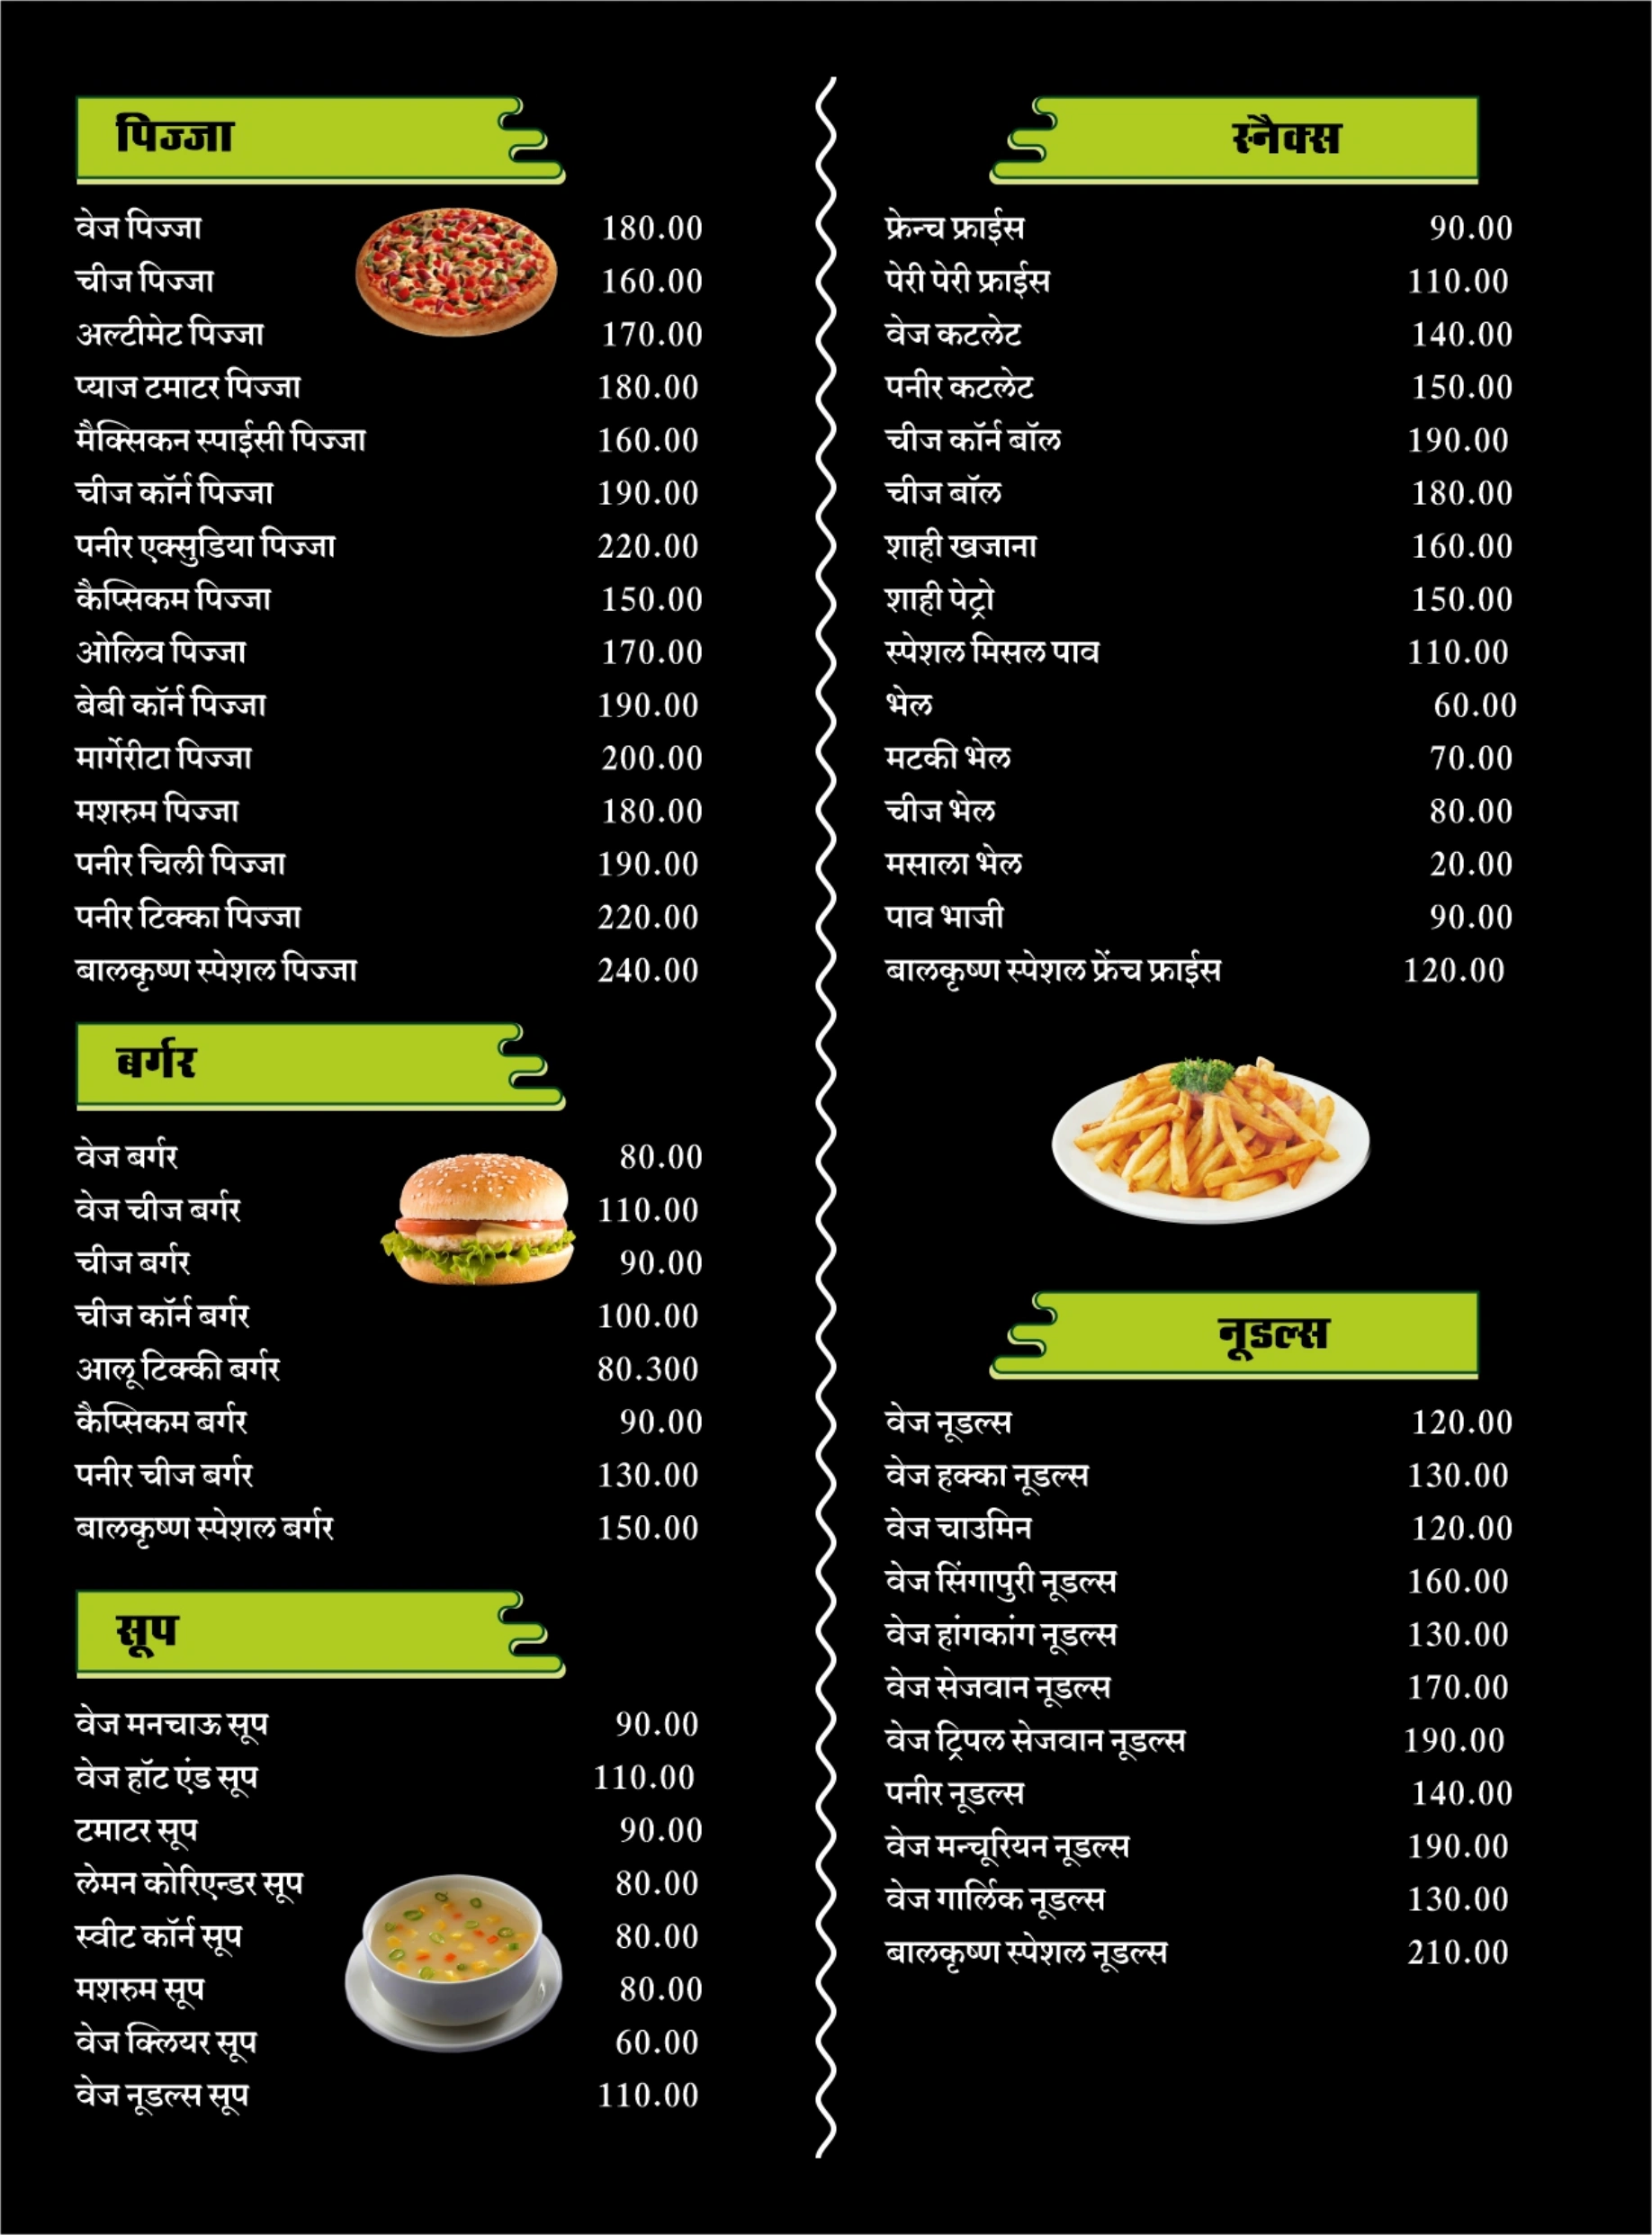 पिज्जा
वेज पिज्जा 180.00
चीज पिज्जा 160.00
अल्टीमेट पिज्जा 170.00
प्याज टमाटर पिज्जा 180.00
मैक्सिकन स्पाईसी पिज्जा 160.00
चीज कॉर्न पिज्जा 190.00
पनीर एक्सुडिया पिज्जा 220.00
कैप्सिकम पिज्जा 150.00
ओलिव पिज्जा 170.00
बेबी कॉर्न पिज्जा 190.00
मार्गेरीटा पिज्जा 200.00
मशरुम पिज्जा 180.00
पनीर चिली पिज्जा 190.00
पनीर टिक्का पिज्जा 220.00
बालकृष्ण स्पेशल पिज्जा 240.00
बर्गर
वेज बर्गर 80.00
वेज चीज बर्गर 110.00
चीज बर्गर 90.00
चीज कॉर्न बर्गर 100.00
आलू टिक्की बर्गर 80.300
कैप्सिकम बर्गर 90.00
पनीर चीज बर्गर 130.00
बालकृष्ण स्पेशल बर्गर 150.00
सूप
वेज मनचाऊ सूप 90.00
वेज हॉट एंड सूप 110.00
टमाटर सूप 90.00
लेमन कोरिएन्डर सूप 80.00
स्वीट कॉर्न सूप 80.00
मशरुम सूप 80.00
वेज क्लियर सूप 60.00
वेज नूडल्स सूप 110.00
स्नैक्स
फ्रेन्च फ्राईस 90.00
पेरी पेरी फ्राईस 110.00
वेज कटलेट 140.00
पनीर कटलेट 150.00
चीज कॉर्न बॉल 190.00
चीज बॉल 180.00
शाही खजाना 160.00
शाही पेट्रो 150.00
स्पेशल मिसल पाव 110.00
भेल 60.00
मटकी भेल 70.00
चीज भेल 80.00
मसाला भेल 20.00
पाव भाजी 90.00
बालकृष्ण स्पेशल फ्रेंच फ्राईस 120.00
नूडल्स
वेज नूडल्स 120.00
वेज हक्का नूडल्स 130.00
वेज चाउमिन 120.00
वेज सिंगापुरी नूडल्स 160.00
वेज हांगकांग नूडल्स 130.00
वेज सेजवान नूडल्स 170.00
वेज ट्रिपल सेजवान नूडल्स 190.00
पनीर नूडल्स 140.00
वेज मन्चूरियन नूडल्स 190.00
वेज गार्लिक नूडल्स 130.00
बालकृष्ण स्पेशल नूडल्स 210.00